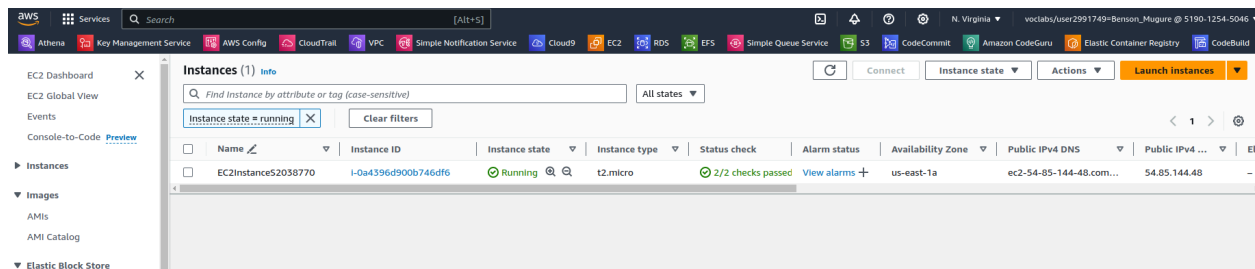 aws Services Search [Alt+S] N. Virginia voclabs/user2991749=Benson_Mugure @ 5190-1254-5046
Athena Key Management Service AWS Config CloudTrail VPC Simple Notification Service Cloud9 EC2 RDS EFS Simple Queue Service S3 CodeCommit Amazon CodeGuru Elastic Container Registry CodeBuild
EC2 Dashboard
EC2 Global View
Events
Console-to-Code Preview
Instances
Images
AMIs
AMI Catalog
Elastic Block Store
Instances (1) Info Connect Instance state Actions Launch instances
Find Instance by attribute or tag (case-sensitive) All states
Instance state = running Clear filters 1
Name Instance ID Instance state Instance type Status check Alarm status Availability Zone Public IPv4 DNS Public IPv4 ... El
EC2InstanceS2038770 i-0a4396d900b746df6 Running t2.micro 2/2 checks passed View alarms + us-east-1a ec2-54-85-144-48.com... 54.85.144.48 –